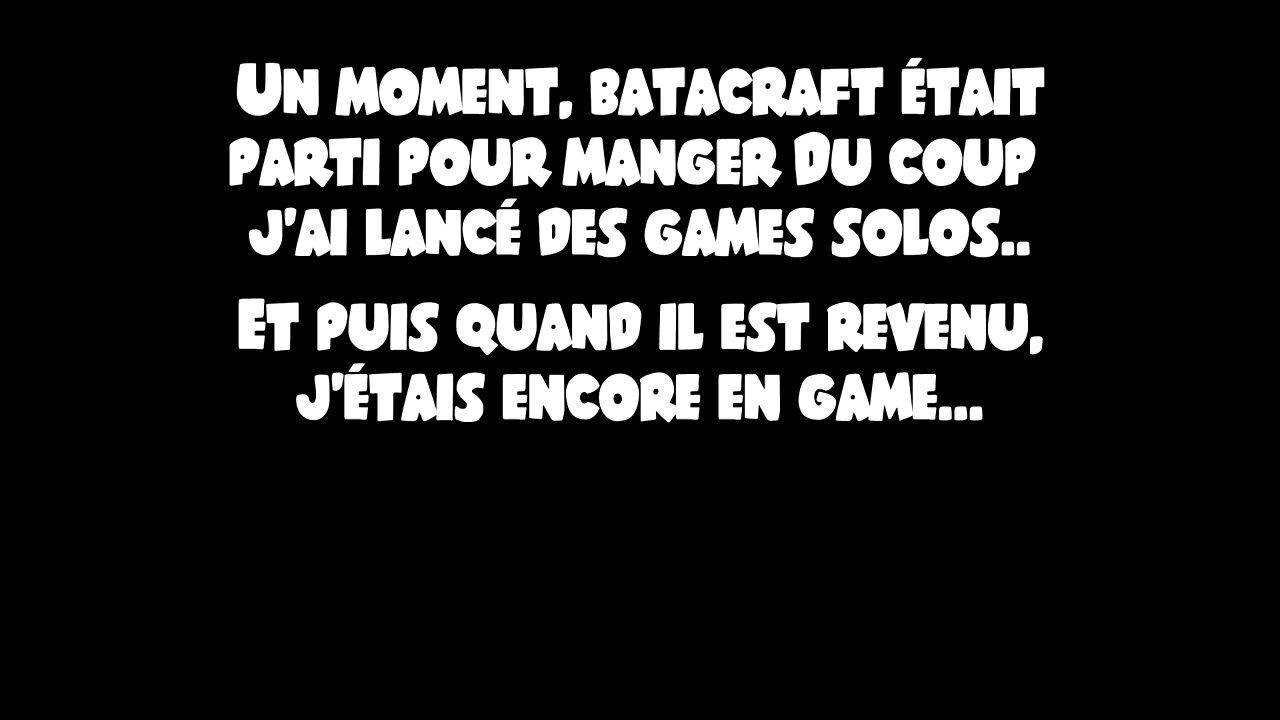 Un moment, batacraft était
parti pour manger Du coup
j'ai lancé des games solos..
Et puis quand il est revenu,
j'étais encore en game...